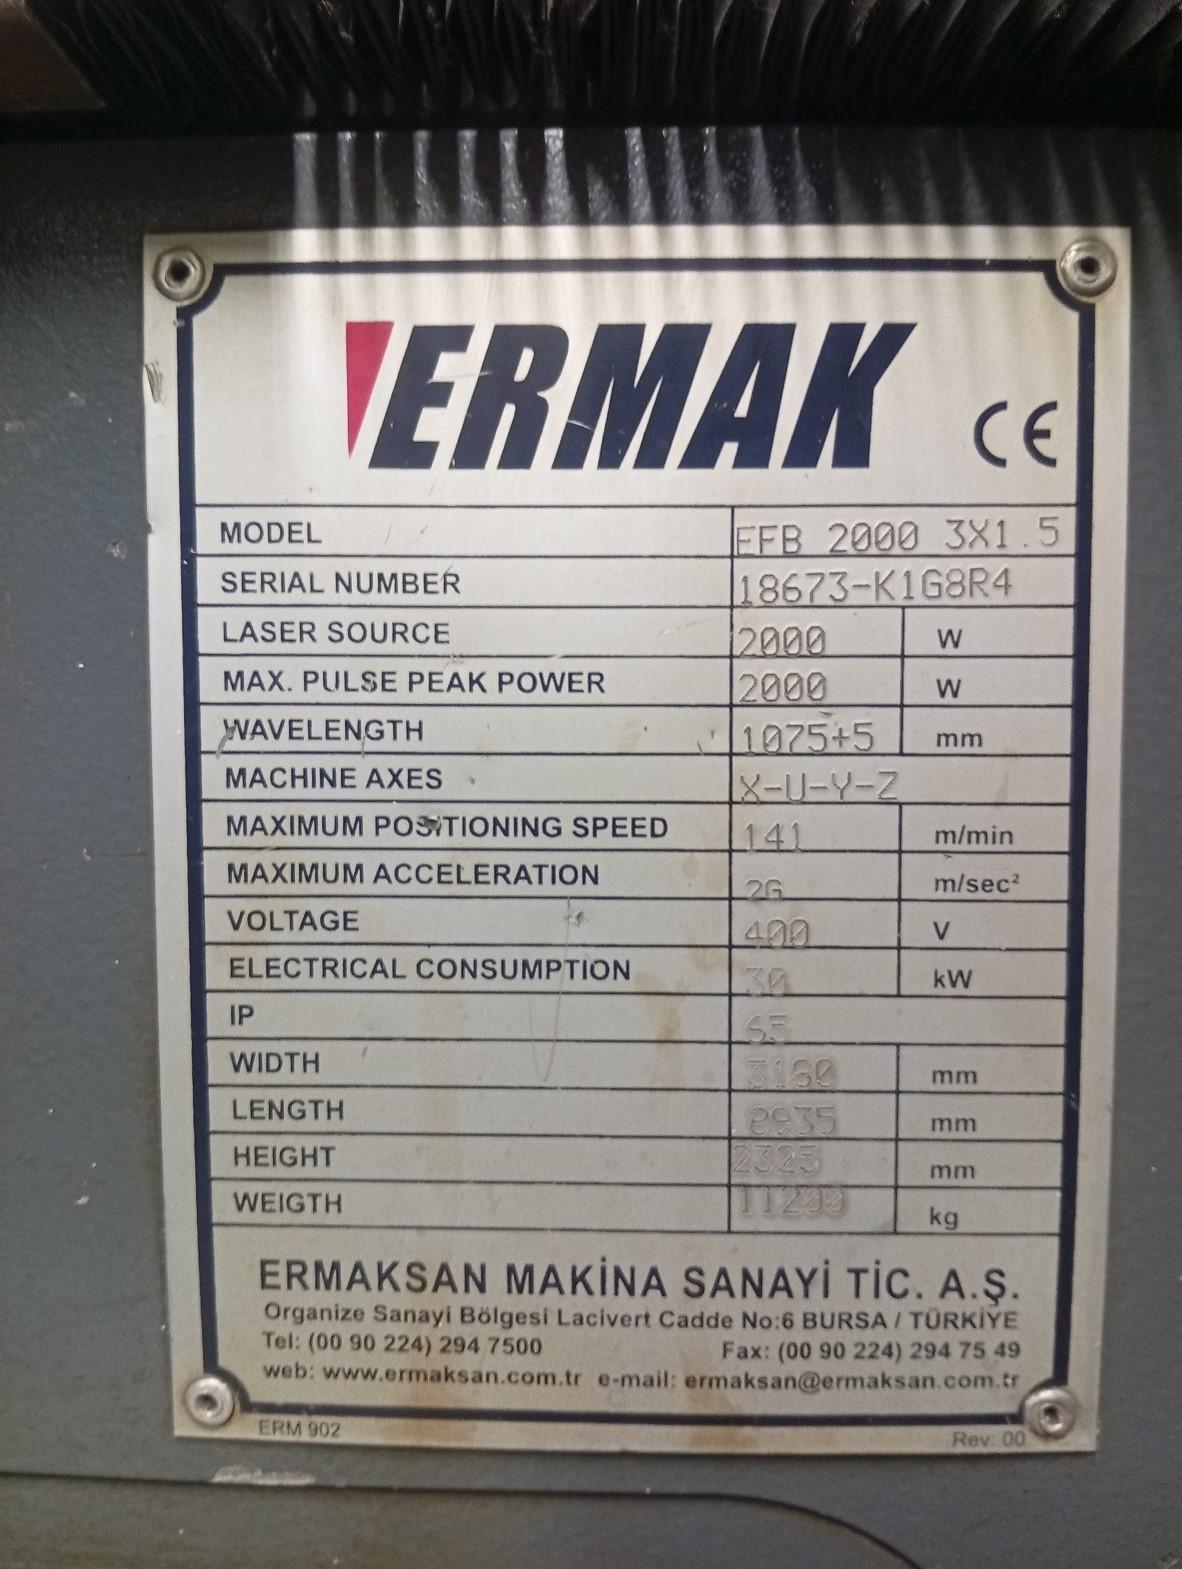 ERMAK
CE
MODEL EFB 2000 3X1.5
SERIAL NUMBER 18673-K1G8R4
LASER SOURCE 2000 W
MAX. PULSE PEAK POWER 2000 W
WAVELENGTH 1075+5 mm
MACHINE AXES X-U-Y-Z
MAXIMUM POSITIONING SPEED 141 m/min
MAXIMUM ACCELERATION 2G m/sec²
VOLTAGE 400 V
ELECTRICAL CONSUMPTION 30 kW
IP 65
WIDTH 3160 mm
LENGTH 8935 mm
HEIGHT 2325 mm
WEIGTH 11200 kg
ERMAKSAN MAKİNA SANAYİ TİC. A.Ş.
Organize Sanayi Bölgesi Lacivert Cadde No:6 BURSA / TÜRKİYE
Tel: (00 90 224) 294 7500 Fax: (00 90 224) 294 75 49
web: www.ermaksan.com.tr e-mail: ermaksan@ermaksan.com.tr
ERM 902 Rev: 00